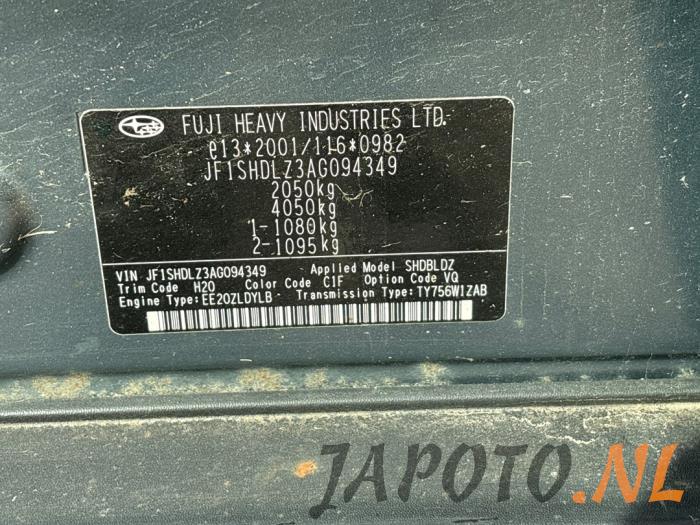 FUJI HEAVY INDUSTRIES LTD.
e13*2001/116*0982
JF1SHDLZ3AG094349
2050kg
4050kg
1-1080kg
2-1095kg
VIN JF1SHDLZ3AG094349 Applied Model SHDBLDZ
Trim Code H20 Color Code C1F Option Code VQ
Engine Type:EE20ZLDYLB Transmission Type:TY756W1ZAB
JAPOTO.NL